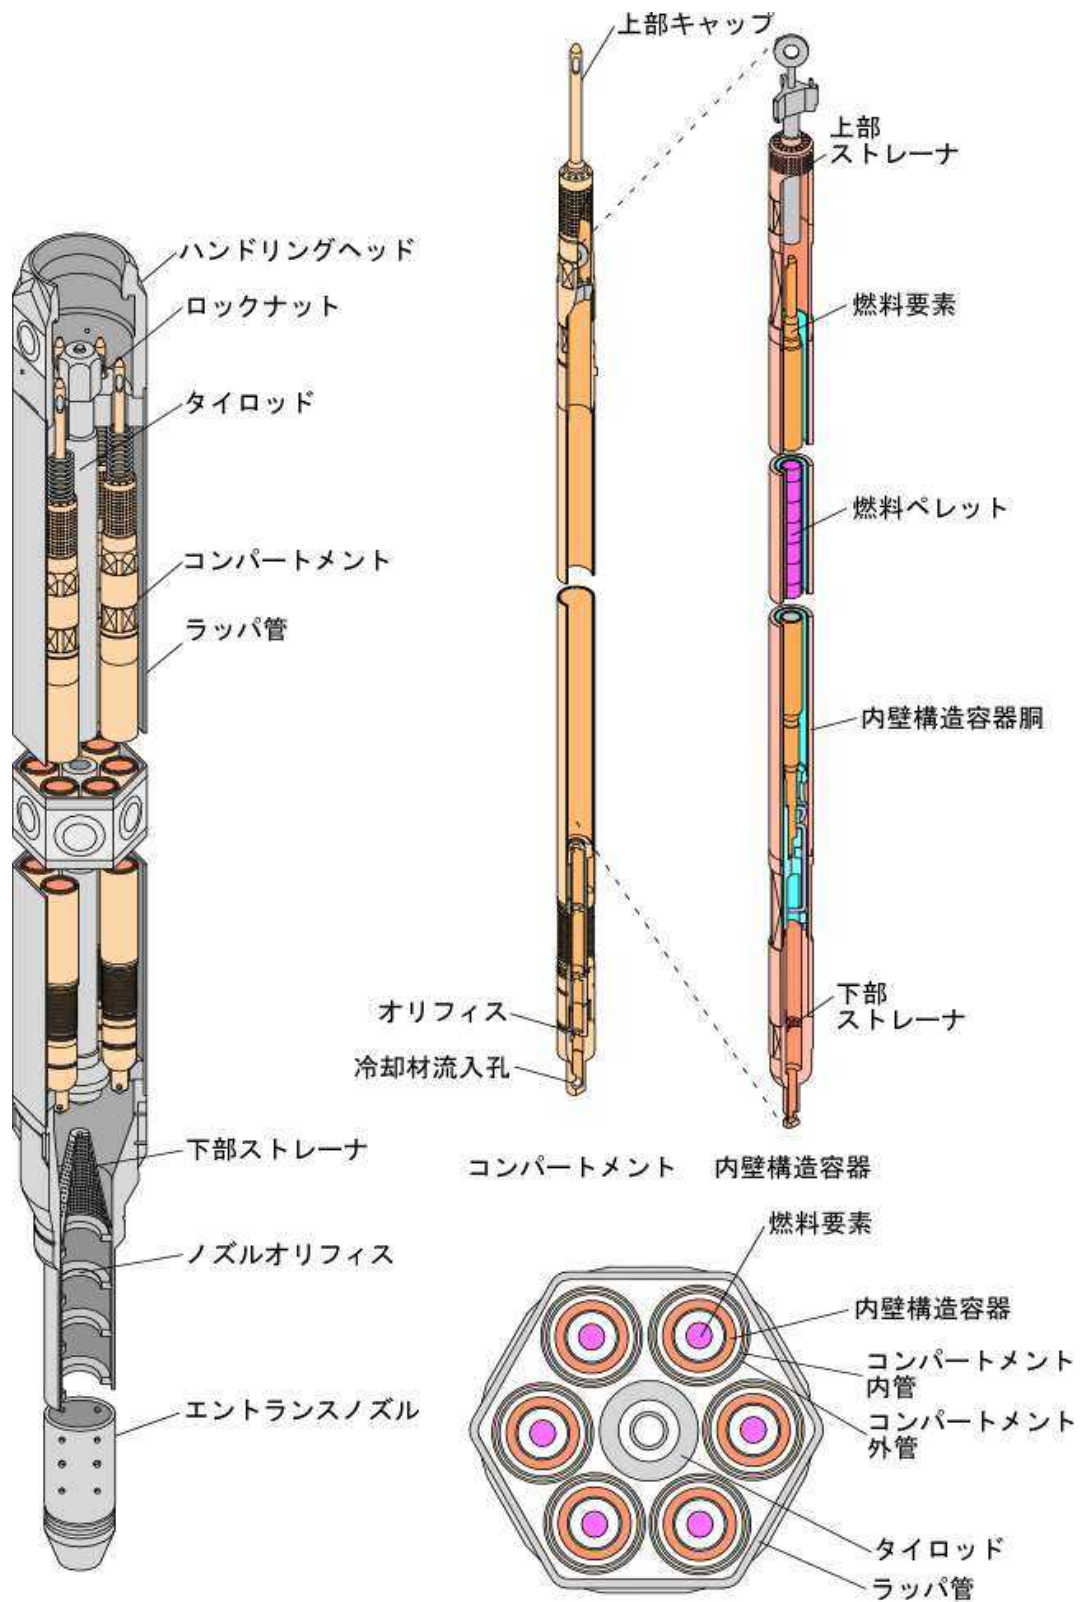 ハンドリングヘッド
ロックナット
タイロッド
コンパートメント
ラッパ管
下部ストレーナ
ノズルオリフィス
エントランスノズル
上部キャップ
オリフィス
冷却材流入孔
コンパートメント
上部
ストレーナ
燃料要素
燃料ペレット
内壁構造容器胴
下部
ストレーナ
内壁構造容器
燃料要素
内壁構造容器
コンパートメント
内管
コンパートメント
外管
タイロッド
ラッパ管